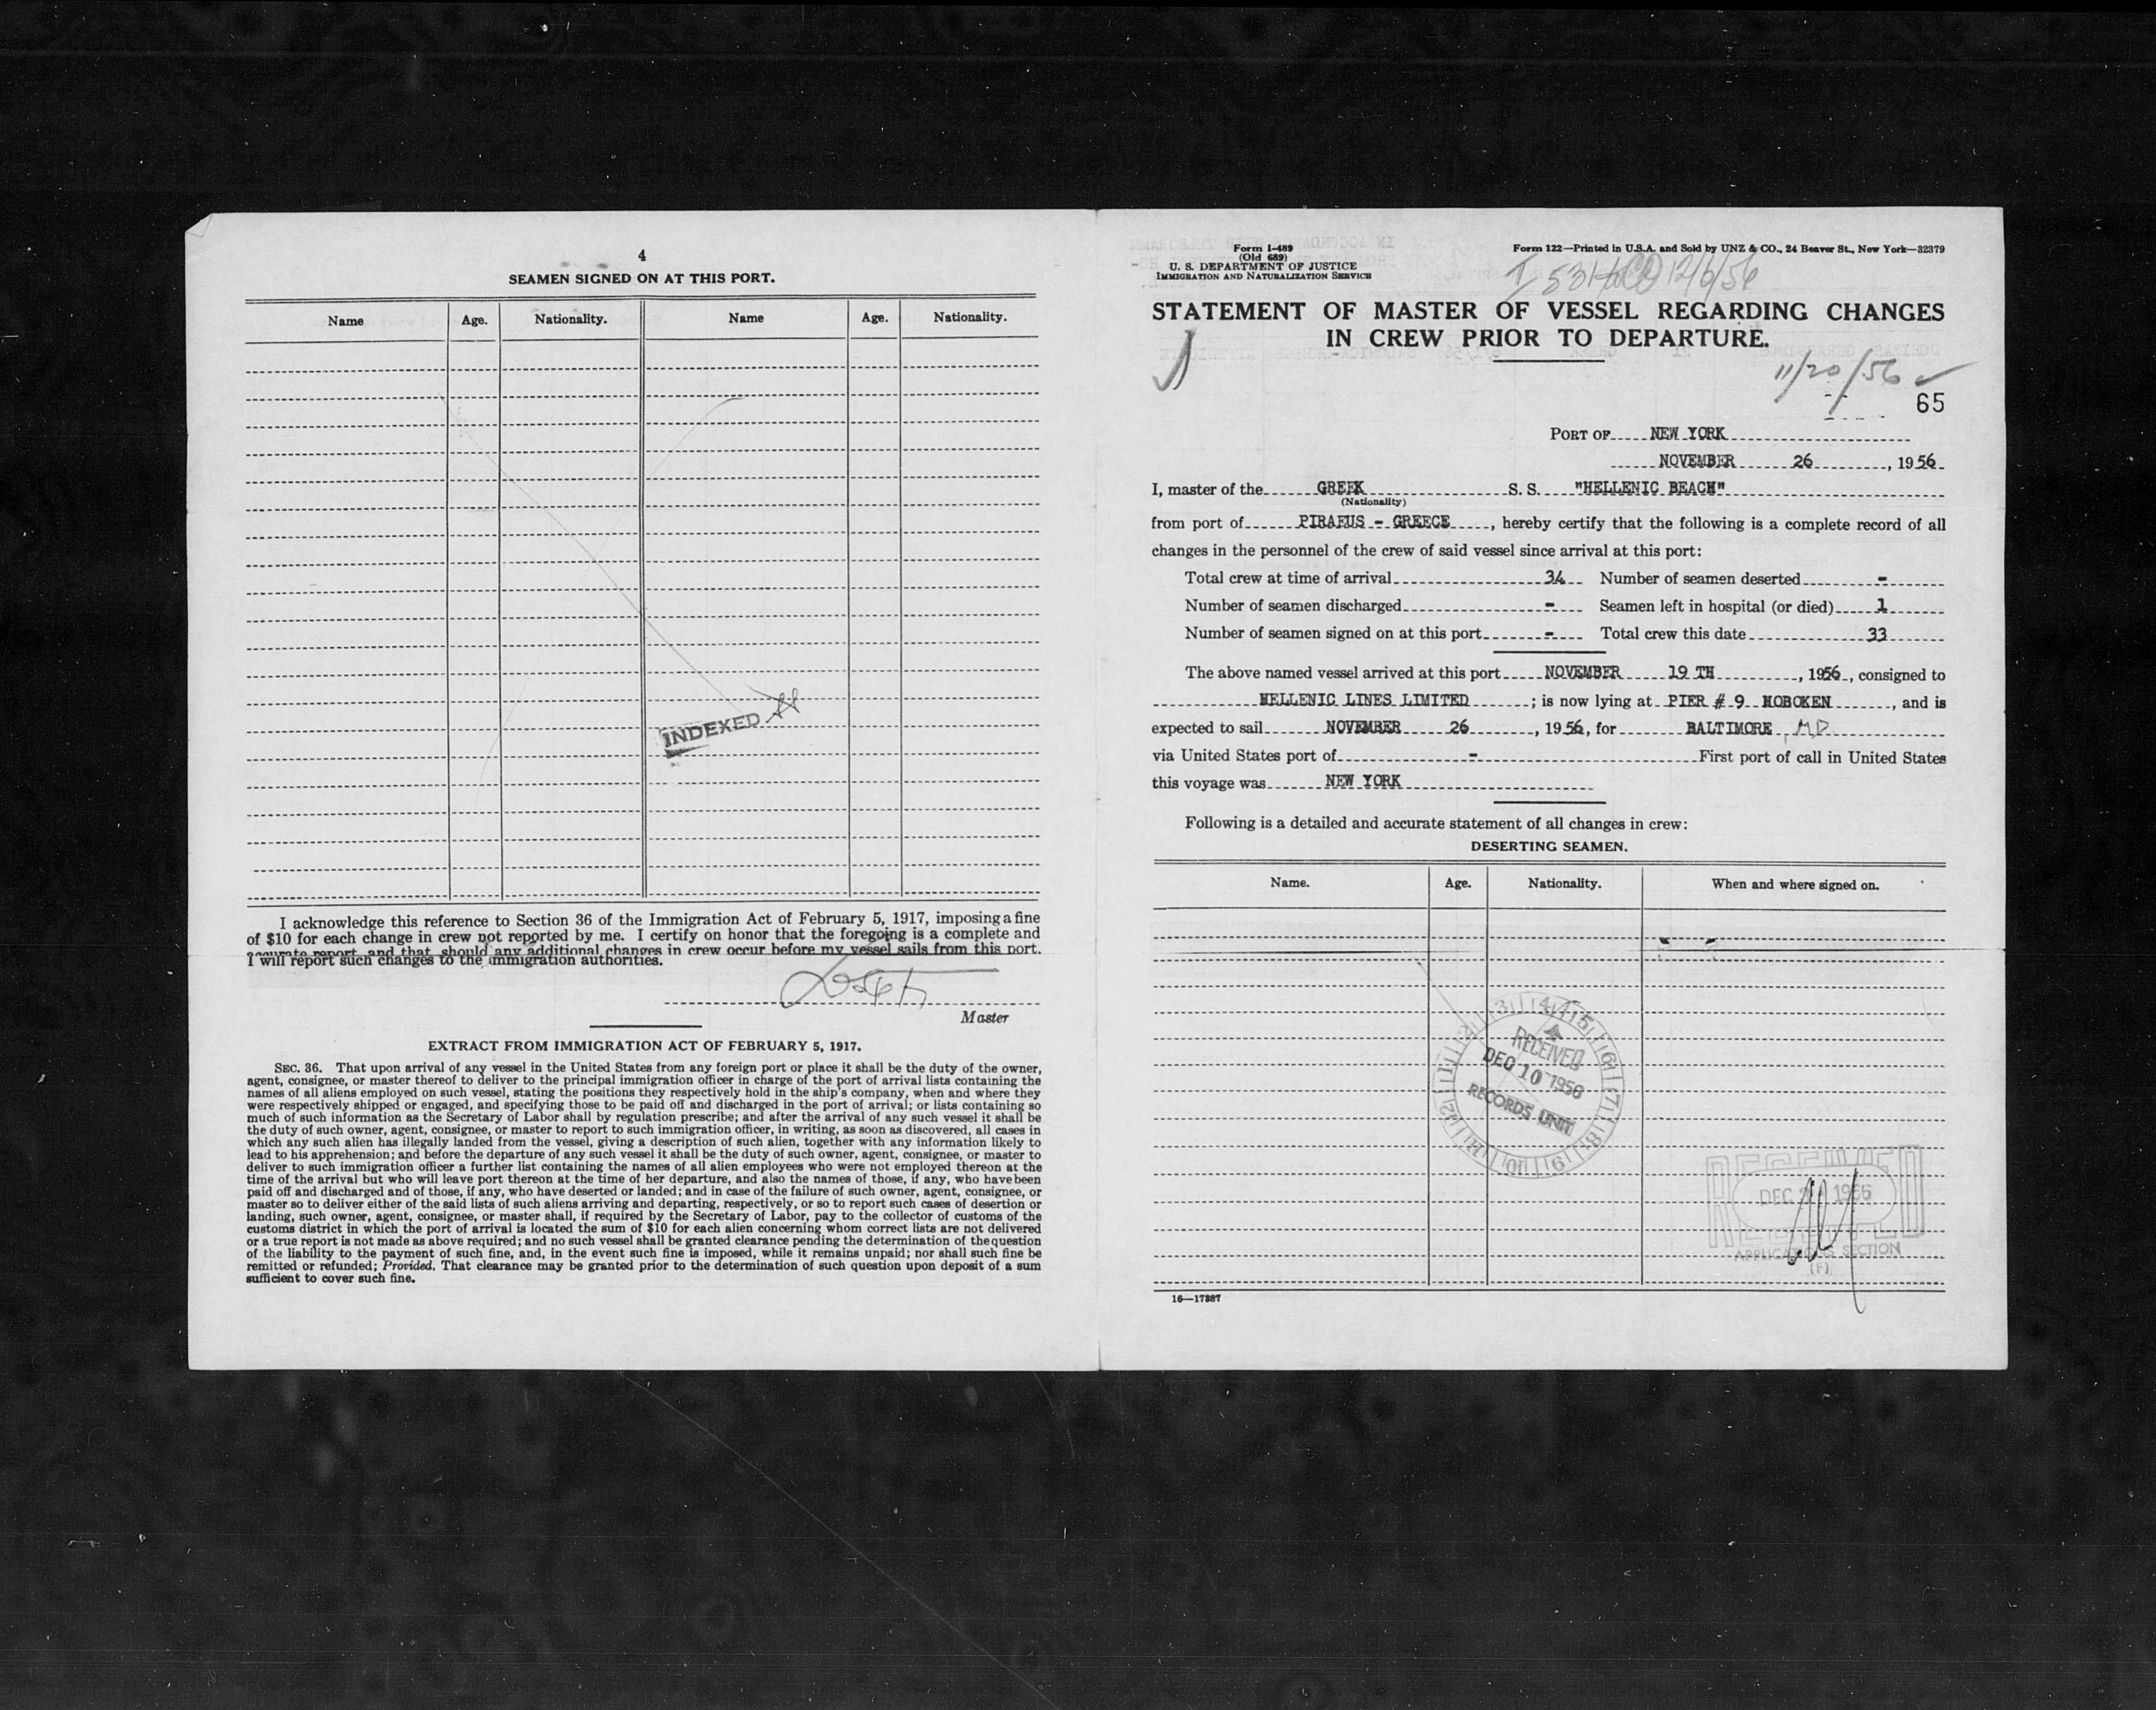 4
SEAMEN SIGNED ON AT THIS PORT.
Name Age. Nationality. Name Age. Nationality.
INDEXED
I acknowledge this reference to Section 36 of the Immigration Act of February 5, 1917, imposing a fine
of $10 for each change in crew not reported by me. I certify on honor that the foregoing is a complete and
accurate report, and that should any additional changes in crew occur before my vessel sails from this port.
I will report such changes to the immigration authorities.
Master
EXTRACT FROM IMMIGRATION ACT OF FEBRUARY 5, 1917.
SEC. 36. That upon arrival of any vessel in the United States from any foreign port or place it shall be the duty of the owner,
agent, consignee, or master thereof to deliver to the principal immigration officer in charge of the port of arrival lists containing the
names of all aliens employed on such vessel, stating the positions they respectively hold in the ship's company, when and where they
were respectively shipped or engaged, and specifying those to be paid off and discharged in the port of arrival; or lists containing so
much of such information as the Secretary of Labor shall by regulation prescribe; and after the arrival of any such vessel it shall be
the duty of such owner, agent, consignee, or master to report to such immigration officer, in writing, as soon as discovered, all cases in
which any such alien has illegally landed from the vessel, giving a description of such alien, together with any information likely to
lead to his apprehension; and before the departure of any such vessel it shall be the duty of such owner, agent, consignee, or master to
deliver to such immigration officer a further list containing the names of all alien employees who were not employed thereon at the
time of the arrival but who will leave port thereon at the time of her departure, and also the names of those, if any, who have been
paid off and discharged and of those, if any, who have deserted or landed; and in case of the failure of such owner, agent, consignee, or
master so to deliver either of the said lists of such aliens arriving and departing, respectively, or so to report such cases of desertion or
landing, such owner, agent, consignee, or master shall, if required by the Secretary of Labor, pay to the collector of customs of the
customs district in which the port of arrival is located the sum of $10 for each alien concerning whom correct lists are not delivered
or a true report is not made as above required; and no such vessel shall be granted clearance pending the determination of the question
of the liability to the payment of such fine, and, in the event such fine is imposed, while it remains unpaid; nor shall such fine be
remitted or refunded; Provided, That clearance may be granted prior to the determination of such question upon deposit of a sum
sufficient to cover such fine.
Form I-489
(Old 689)
U. S. DEPARTMENT OF JUSTICE
IMMIGRATION AND NATURALIZATION SERVICE
Form 122—Printed in U.S.A. and Sold by UNZ & CO., 24 Beaver St., New York—32379
12/6/56
STATEMENT OF MASTER OF VESSEL REGARDING CHANGES
IN CREW PRIOR TO DEPARTURE.
11/20/56
65
PORT OF NEW YORK
NOVEMBER 26, 1956
I, master of the GREEK S. S. "HELLENIC BEACH"
(Nationality)
from port of PIRAEUS - GREECE, hereby certify that the following is a complete record of all
changes in the personnel of the crew of said vessel since arrival at this port:
Total crew at time of arrival 34 Number of seamen deserted -
Number of seamen discharged - Seamen left in hospital (or died) 1
Number of seamen signed on at this port - Total crew this date 33
The above named vessel arrived at this port NOVEMBER 19 TH, 1956, consigned to
HELLENIC LINES LIMITED; is now lying at PIER # 9 HOBOKEN, and is
expected to sail NOVEMBER 26, 1956, for BALTIMORE, MD
via United States port of - First port of call in United States
this voyage was NEW YORK
Following is a detailed and accurate statement of all changes in crew:
DESERTING SEAMEN.
Name. Age. Nationality. When and where signed on.
RECEIVED
DEC 10 1956
RECORDS UNIT
RECEIVED
DEC 1956
APPLICATIONS SECTION
(F)
16—17887